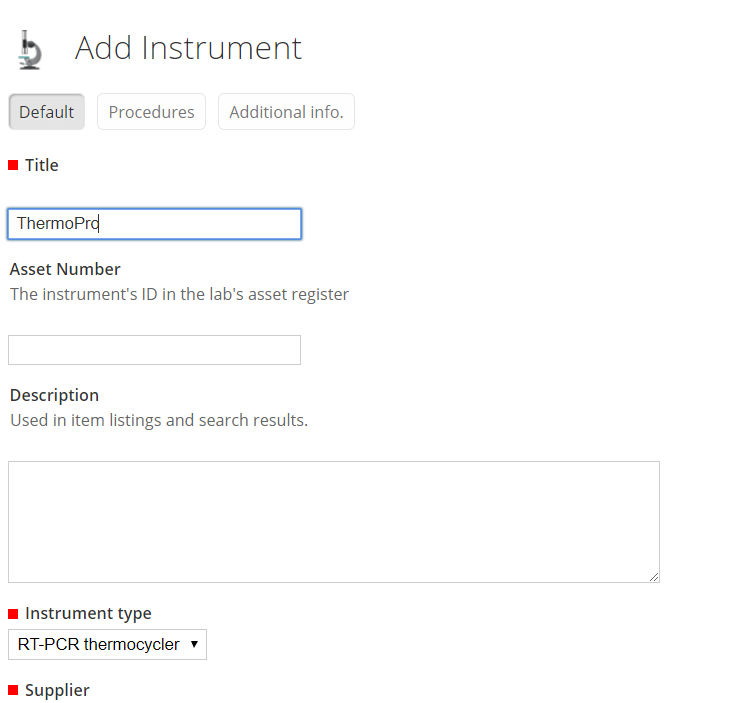 Add Instrument
Default Procedures Additional info.
Title
ThermoPro
Asset Number
The instrument's ID in the lab's asset register
Description
Used in item listings and search results.
Instrument type
RT-PCR thermocycler
Supplier